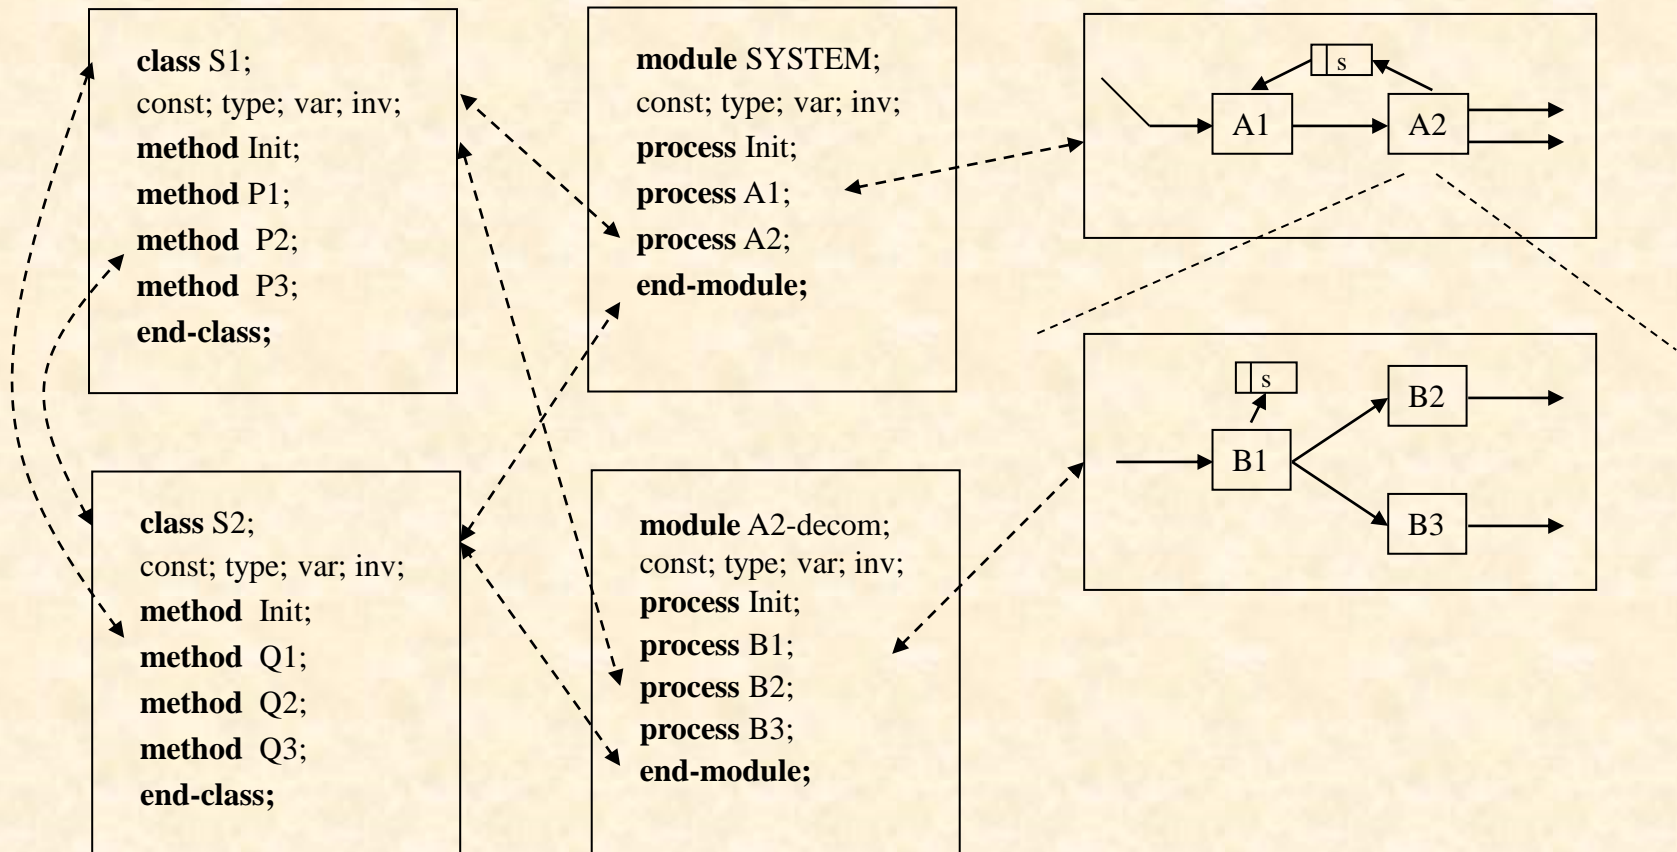 class S1;
const; type; var; inv;
method Init;
method P1;
method P2;
method P3;
end-class;
module SYSTEM;
const; type; var; inv;
process Init;
process A1;
process A2;
end-module;
s
A1
A2
s
B2
B1
B3
class S2;
const; type; var; inv;
method Init;
method Q1;
method Q2;
method Q3;
end-class;
module A2-decom;
const; type; var; inv;
process Init;
process B1;
process B2;
process B3;
end-module;